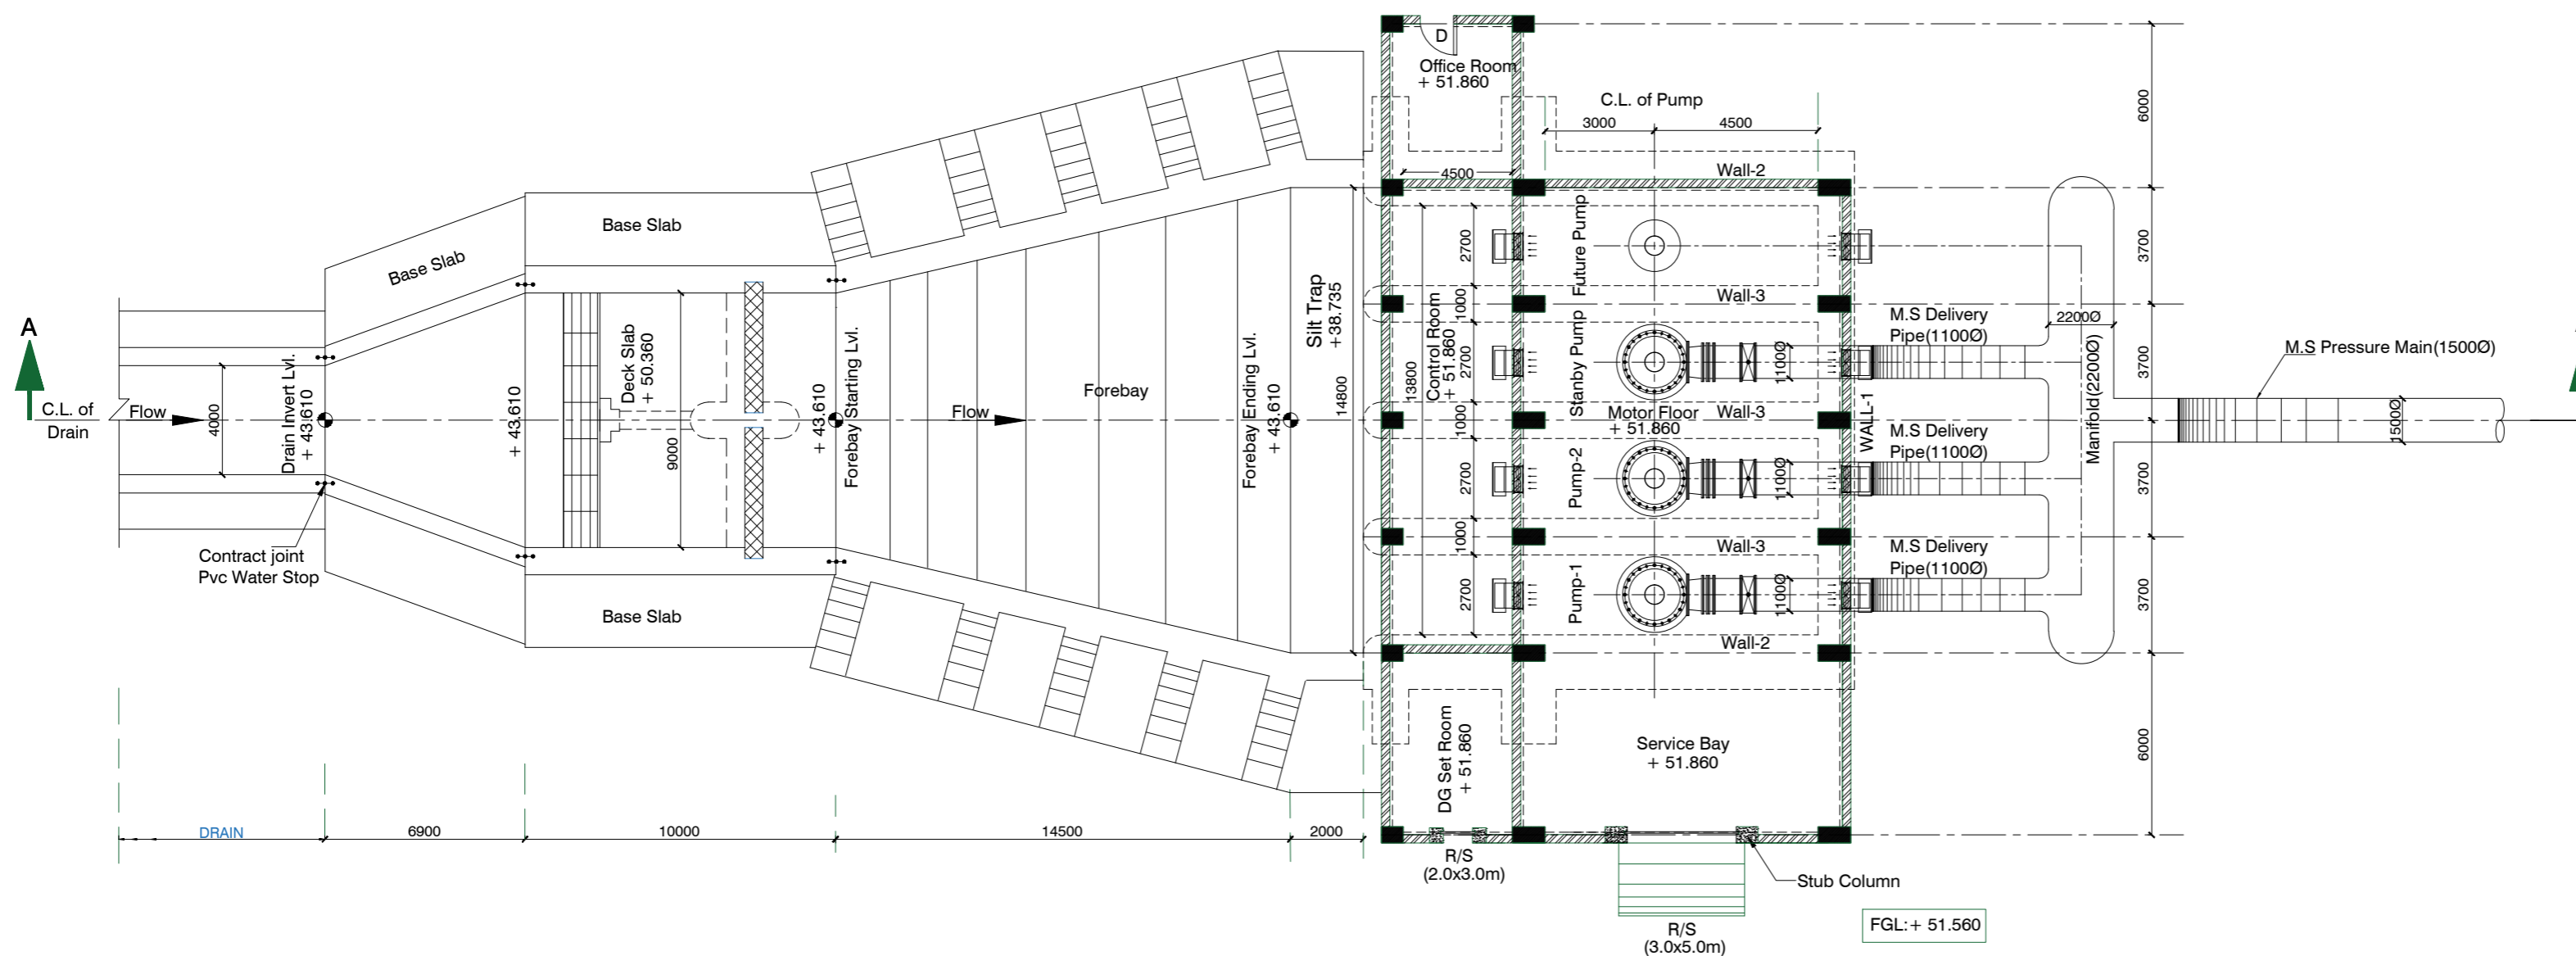 D
Office Room
+ 51.860
C.L. of Pump
3000
4500
6000
4500
Wall-2
Base Slab
Base Slab
Silt Trap
+38.735
2700
Future Pump
3700
Wall-3
1000
Control Room
+ 51.860
M.S Delivery
Pipe(1100Ø)
2200Ø
A
Deck Slab
+ 50.360
Drain Invert Lvl.
+ 43.610
+ 43.610
+ 43.610
Forebay Starting Lvl.
Forebay
Forebay Ending Lvl.
+ 43.610
14800
13800
2700
Stanby Pump
1100Ø
Manifold(2200Ø)
3700
M.S Pressure Main(1500Ø)
C.L. of
Drain
Flow
4000
9000
Flow
1000
Motor Floor
+ 51.860
Wall-3
WALL-1
M.S Delivery
Pipe(1100Ø)
1500Ø
2700
Pump-2
1100Ø
3700
Contract joint
Pvc Water Stop
1000
Wall-3
M.S Delivery
Pipe(1100Ø)
2700
Pump-1
1100Ø
3700
Base Slab
Wall-2
DG Set Room
+ 51.860
Service Bay
+ 51.860
6000
DRAIN
6900
10000
14500
2000
R/S
(2.0x3.0m)
Stub Column
R/S
(3.0x5.0m)
FGL:+ 51.560